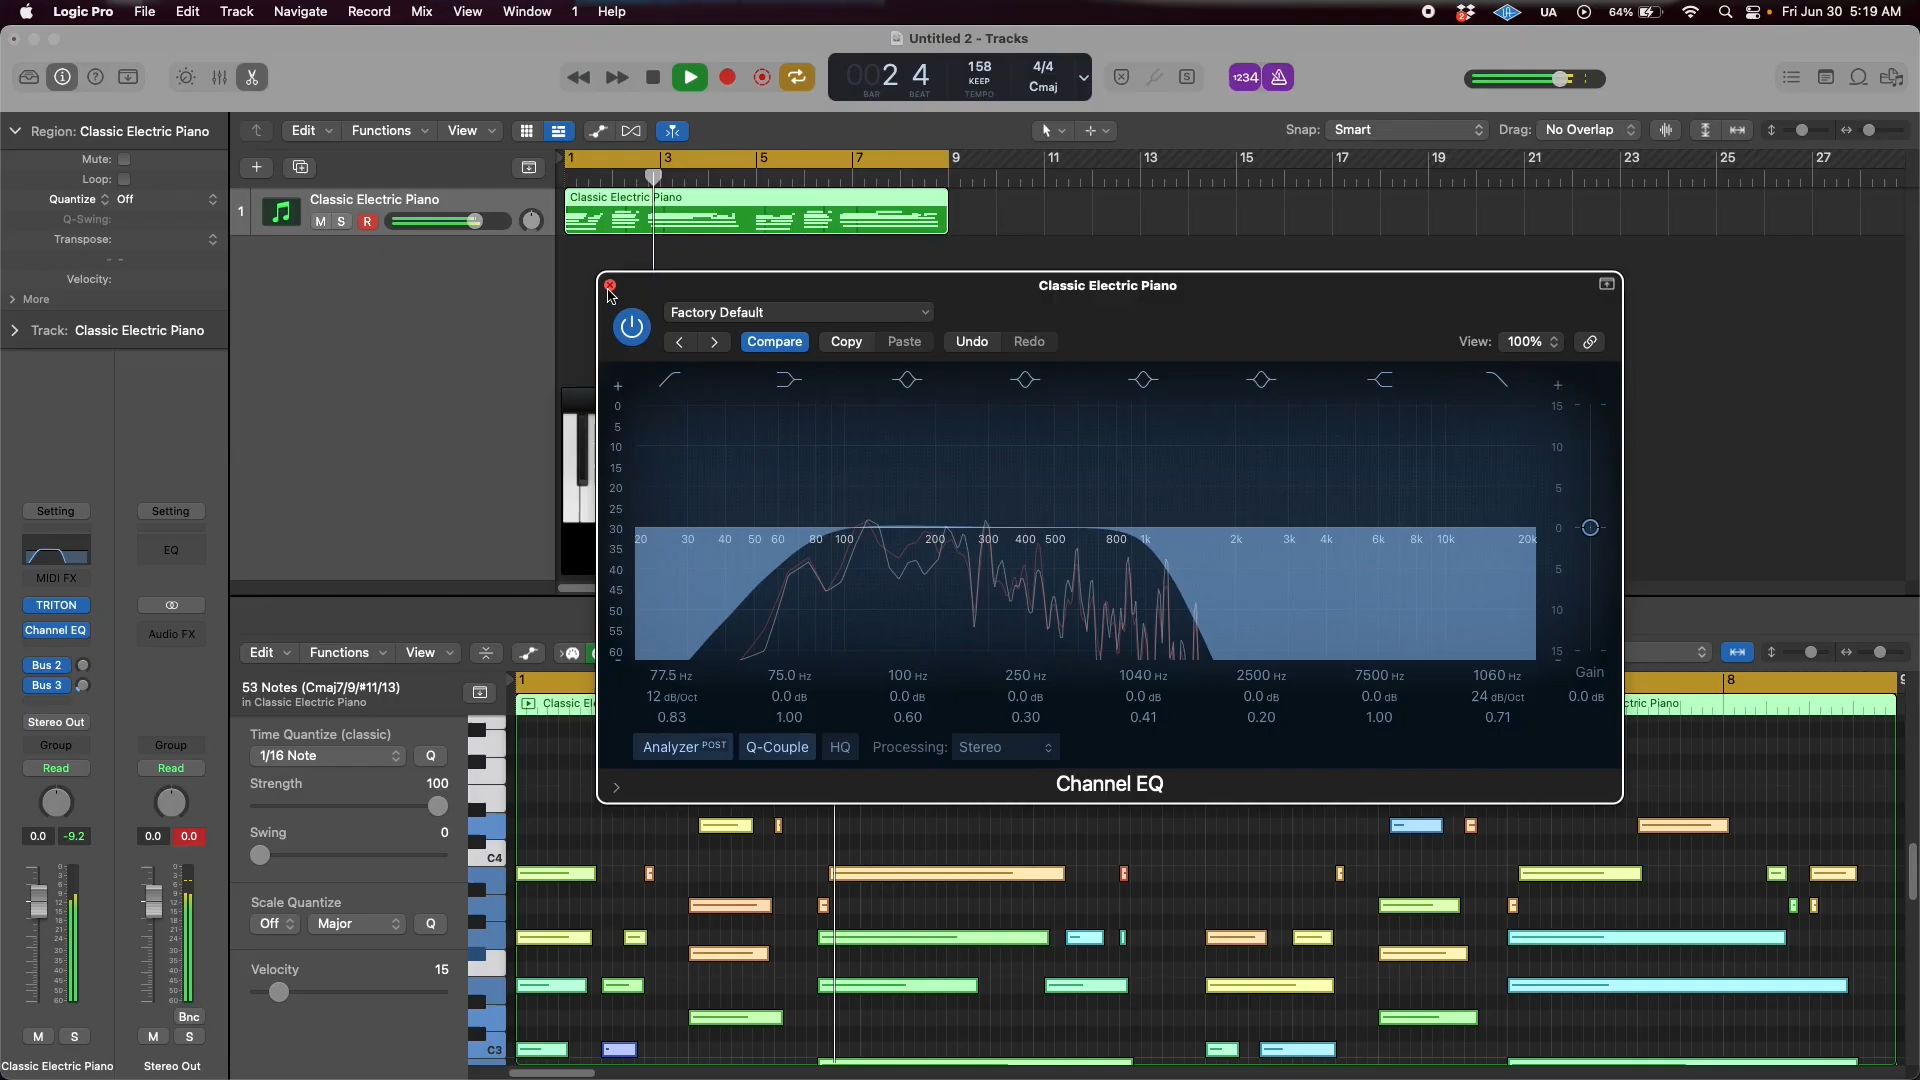 Logic Pro File Edit Track Navigate Record Mix View Window 1 Help 2 UA 64% Fri Jun 30 5:19 AM
Untitled 2 - Tracks
002 4 158 4/4
KEEP Cmaj
BAR BEAT TEMPO
1234
S
Region: Classic Electric Piano
Edit Functions View Snap: Smart Drag: No Overlap
Mute:
Loop:
Quantize Off
Q-Swing:
Transpose:
Velocity:
More
Track: Classic Electric Piano
1 3 5 7 9 11 13 15 17 19 21 23 25 27
1 Classic Electric Piano
M S R
Classic Electric Piano
Classic Electric Piano
Factory Default
Compare Copy Paste Undo Redo View: 100%
+ +
0 15
5
10 10
15
20 5
25
30 0
35
40 5
45
50 10
55
60 15
20 30 40 50 60 80 100 200 300 400 500 800 1k 2k 3k 4k 6k 8k 10k 20k
77.5 Hz 75.0 Hz 100 Hz 250 Hz 1040 Hz 2500 Hz 7500 Hz 1060 Hz Gain
12 dB/Oct 0.0 dB 0.0 dB 0.0 dB 0.0 dB 0.0 dB 0.0 dB 24 dB/Oct 0.0 dB
0.83 1.00 0.60 0.30 0.41 0.20 1.00 0.71
Analyzer POST Q-Couple HQ Processing: Stereo
Channel EQ
Setting Setting
EQ
MIDI FX
TRITON
Channel EQ Audio FX
Bus 2
Bus 3
Stereo Out
Group Group
Read Read
0.0 -9.2 0.0 0.0
Bnc
M S M S
Classic Electric Piano Stereo Out
Edit Functions View
53 Notes (Cmaj7/9/#11/13)
in Classic Electric Piano
1 8
Classic El
ctric Piano
Time Quantize (classic)
1/16 Note Q
Strength 100
Swing 0
Scale Quantize
Off Major Q
Velocity 15
C4
C3